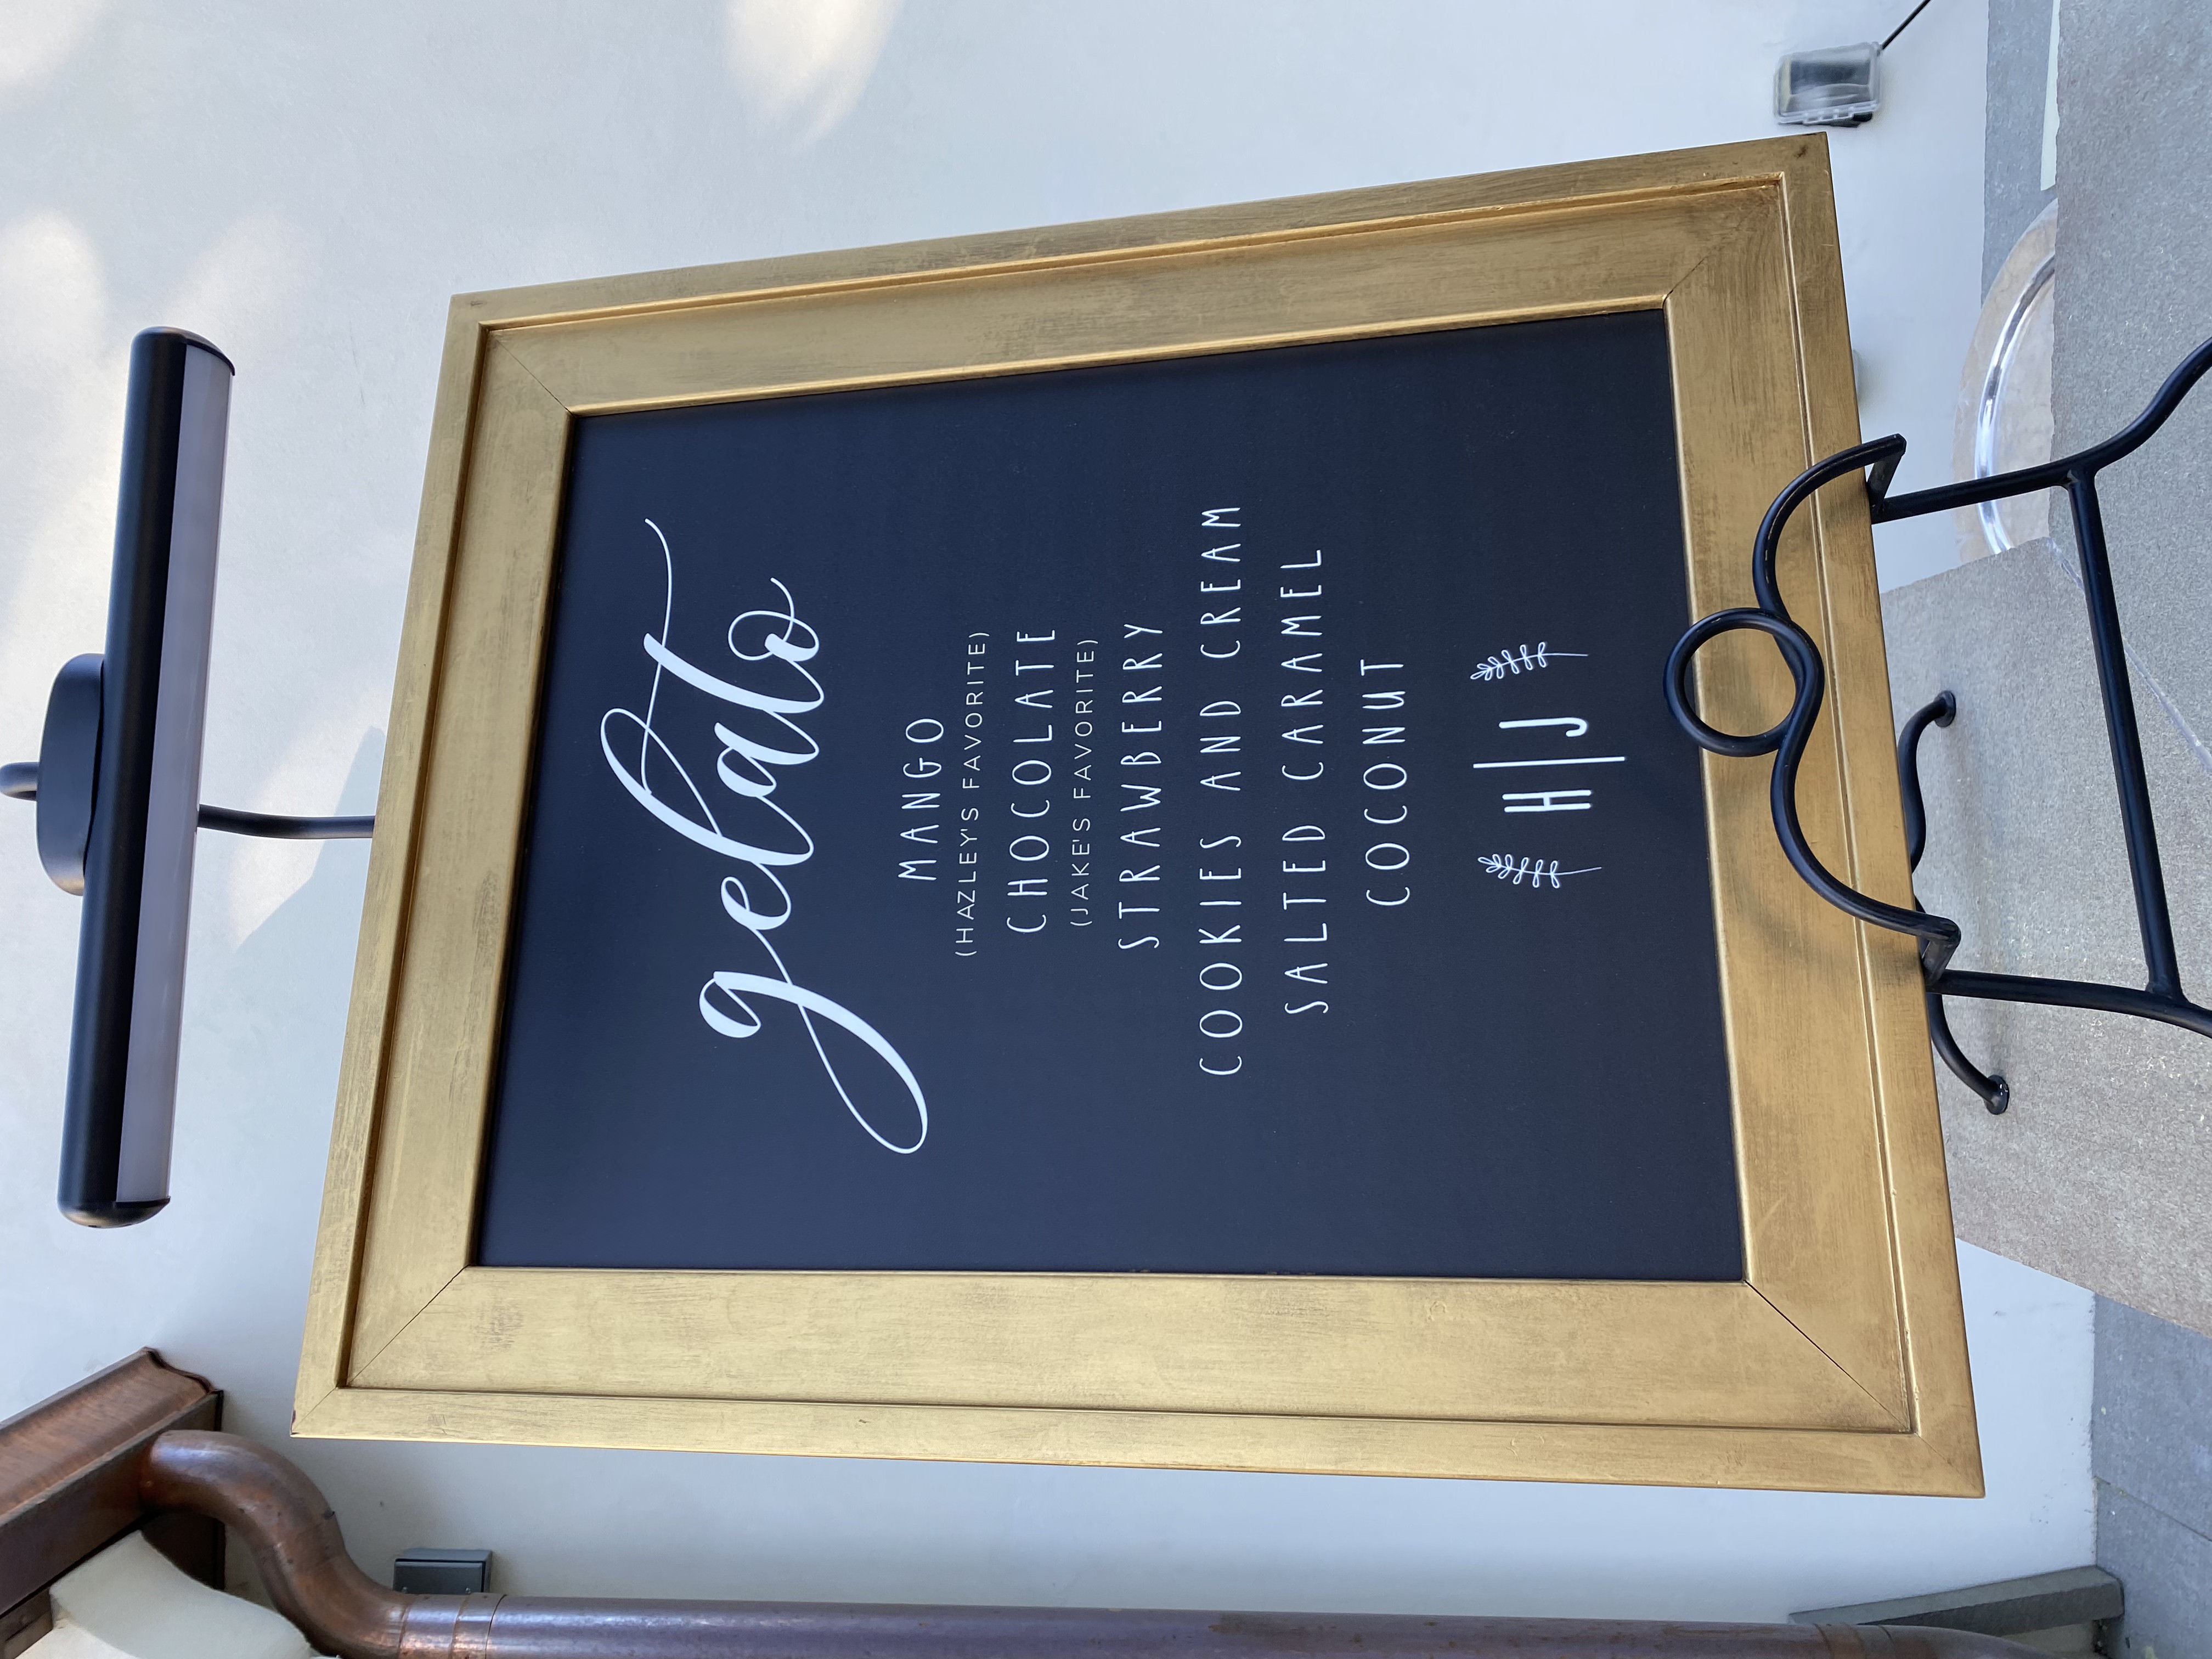 gelato
MANGO
(HAZLEY'S FAVORITE)
CHOCOLATE
(JAKE'S FAVORITE)
STRAWBERRY
COOKIES AND CREAM
SALTED CARAMEL
COCONUT
H|J